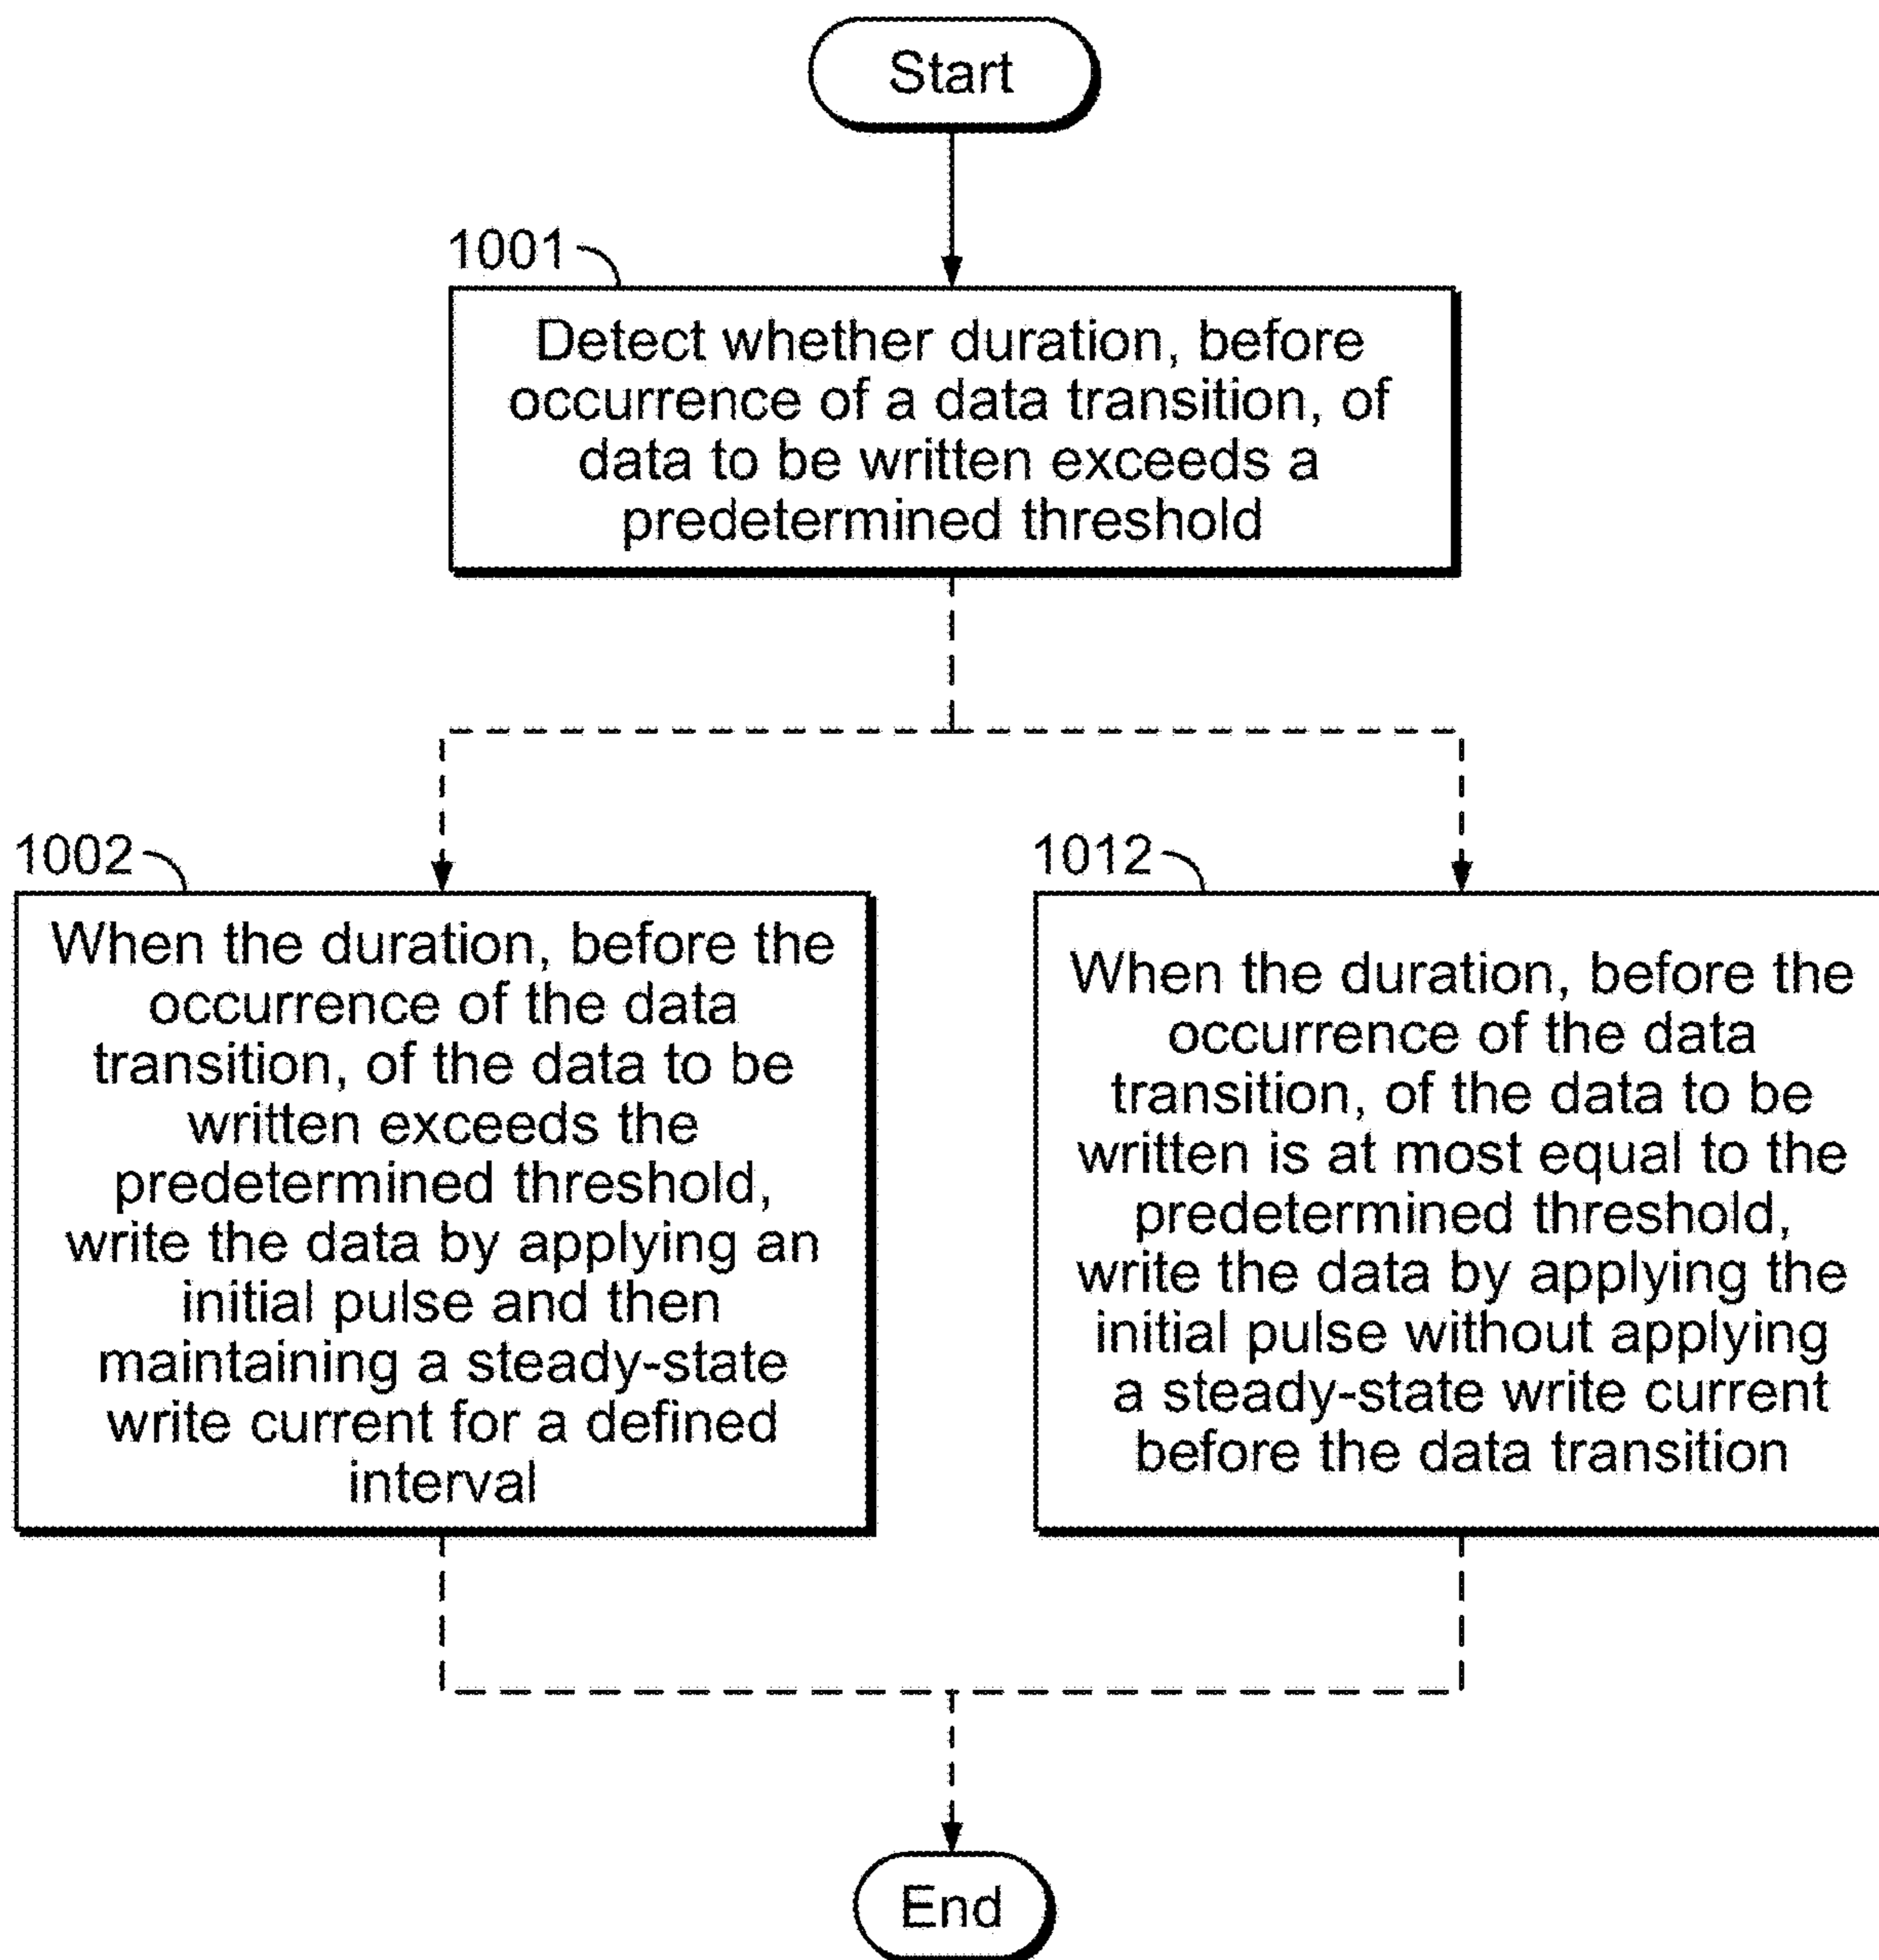 Start
1001
Detect whether duration, before
occurrence of a data transition, of
data to be written exceeds a
predetermined threshold
1002
When the duration, before the
occurrence of the data
transition, of the data to be
written exceeds the
predetermined threshold,
write the data by applying an
initial pulse and then
maintaining a steady-state
write current for a defined
interval
1012
When the duration, before the
occurrence of the data
transition, of the data to be
written is at most equal to the
predetermined threshold,
write the data by applying the
initial pulse without applying
a steady-state write current
before the data transition
End